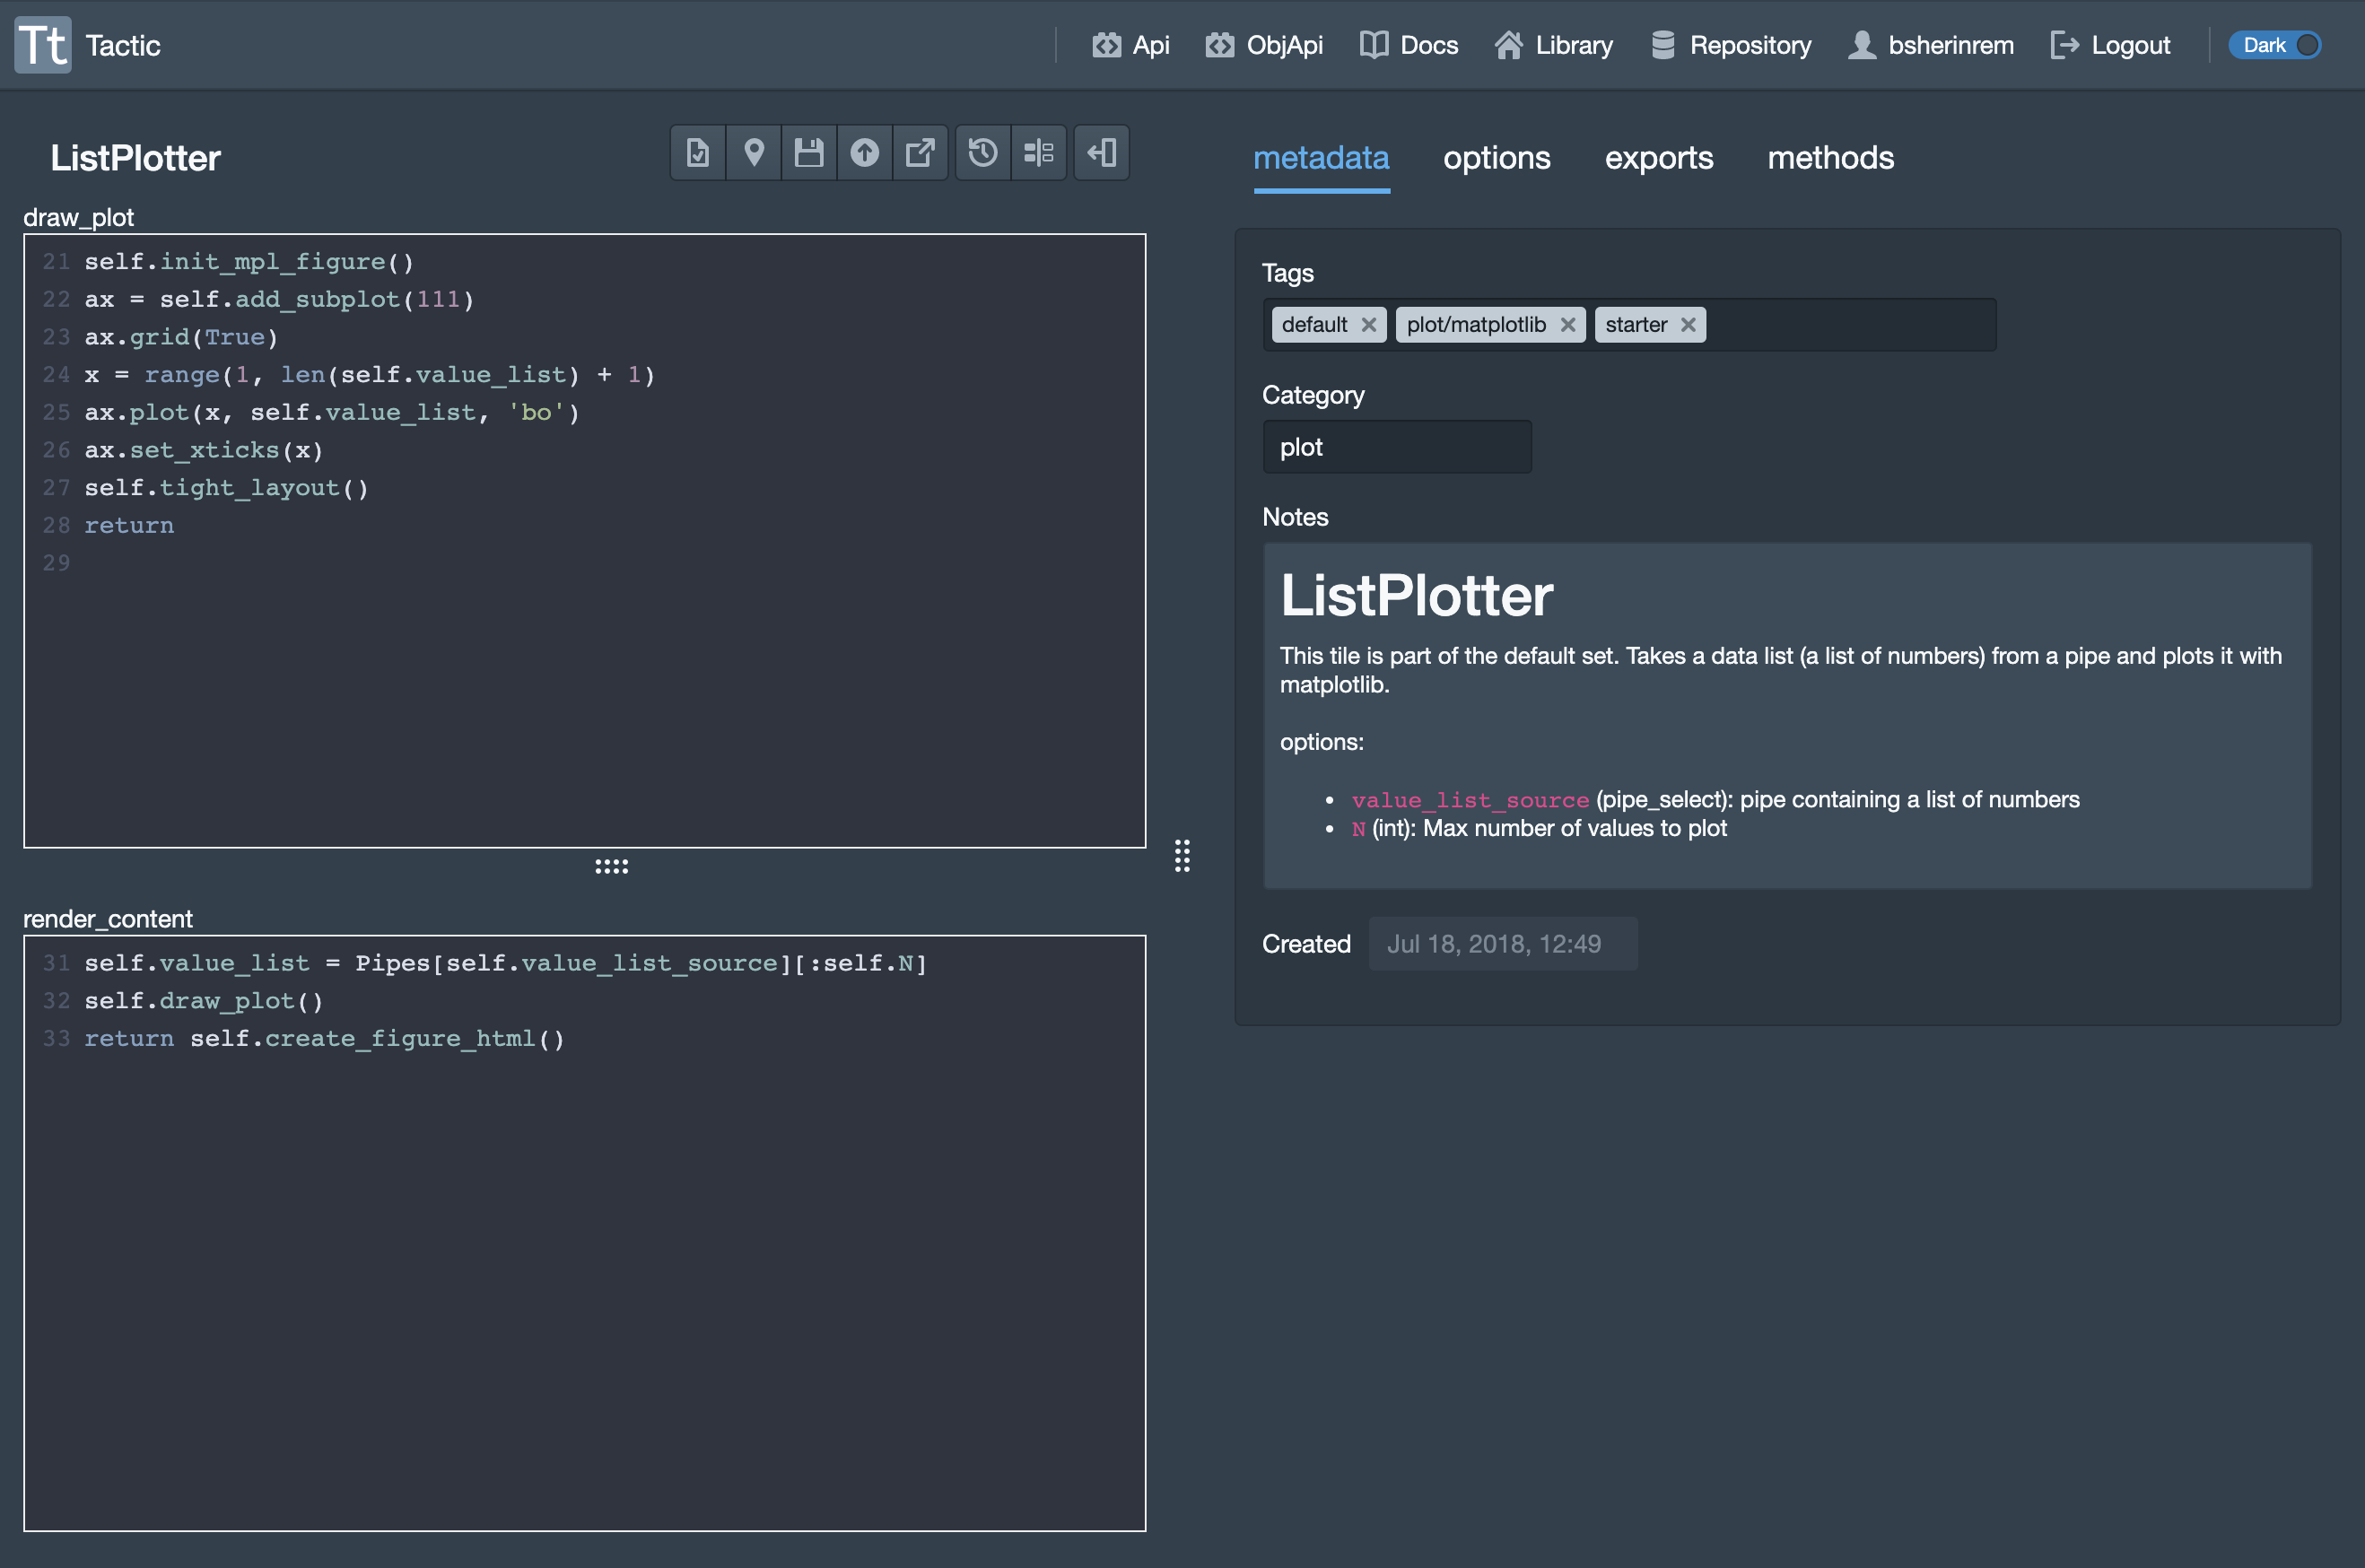 Tt Tactic
Api ObjApi Docs Library Repository bsherinrem Logout Dark
ListPlotter
draw_plot
21 self.init_mpl_figure()
22 ax = self.add_subplot(111)
23 ax.grid(True)
24 x = range(1, len(self.value_list) + 1)
25 ax.plot(x, self.value_list, 'bo')
26 ax.set_xticks(x)
27 self.tight_layout()
28 return
29
render_content
31 self.value_list = Pipes[self.value_list_source][:self.N]
32 self.draw_plot()
33 return self.create_figure_html()
metadata options exports methods
Tags
default plot/matplotlib starter
Category
plot
Notes
ListPlotter
This tile is part of the default set. Takes a data list (a list of numbers) from a pipe and plots it with
matplotlib.
options:
• value_list_source (pipe_select): pipe containing a list of numbers
• N (int): Max number of values to plot
Created Jul 18, 2018, 12:49